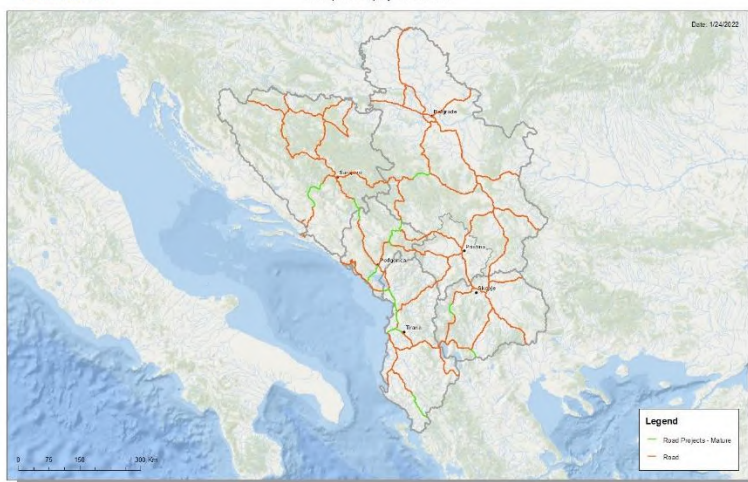 Date: 1/24/2022
Belgrade
Sarajevo
Podgorica
Pristina
Skopje
Tirana
Legend
Road Projects - Mature
Road
0 75 150 300 Km